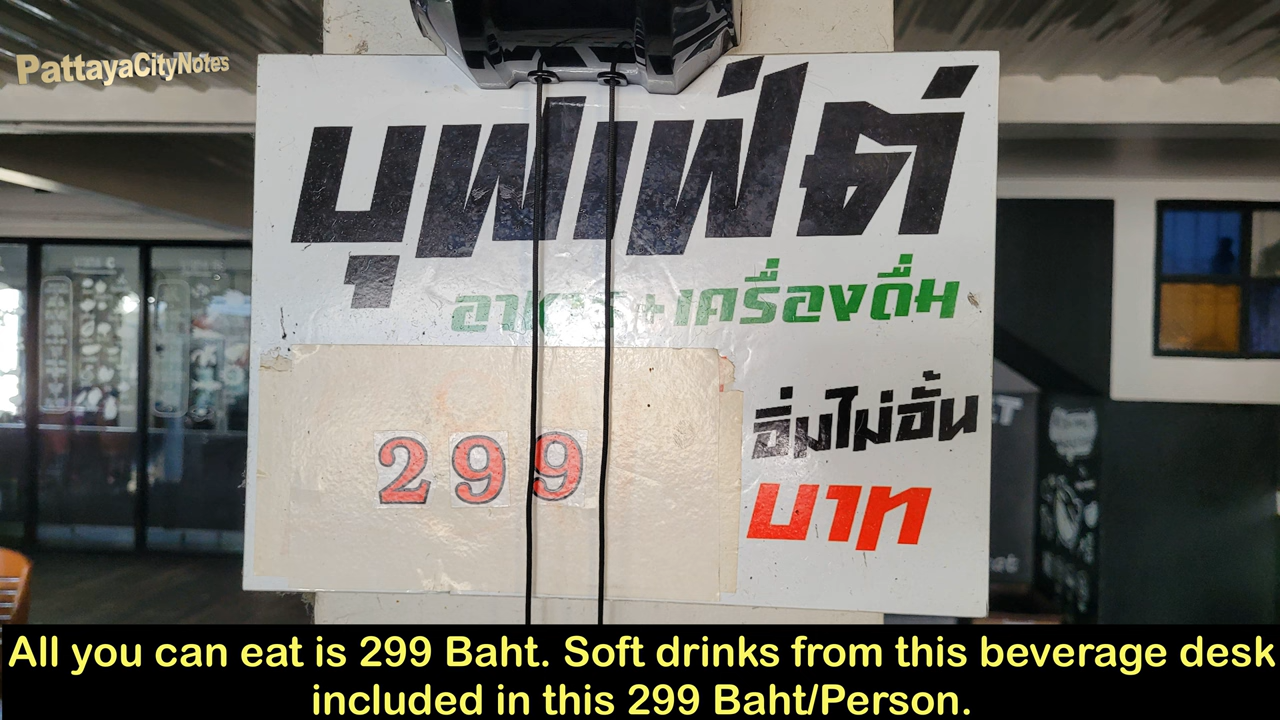 PattayaCityNotes
บุฟเฟ่ต์
อาหาร+เครื่องดื่ม
อิ่มไม่อั้น
299
บาท
All you can eat is 299 Baht. Soft drinks from this beverage desk
included in this 299 Baht/Person.